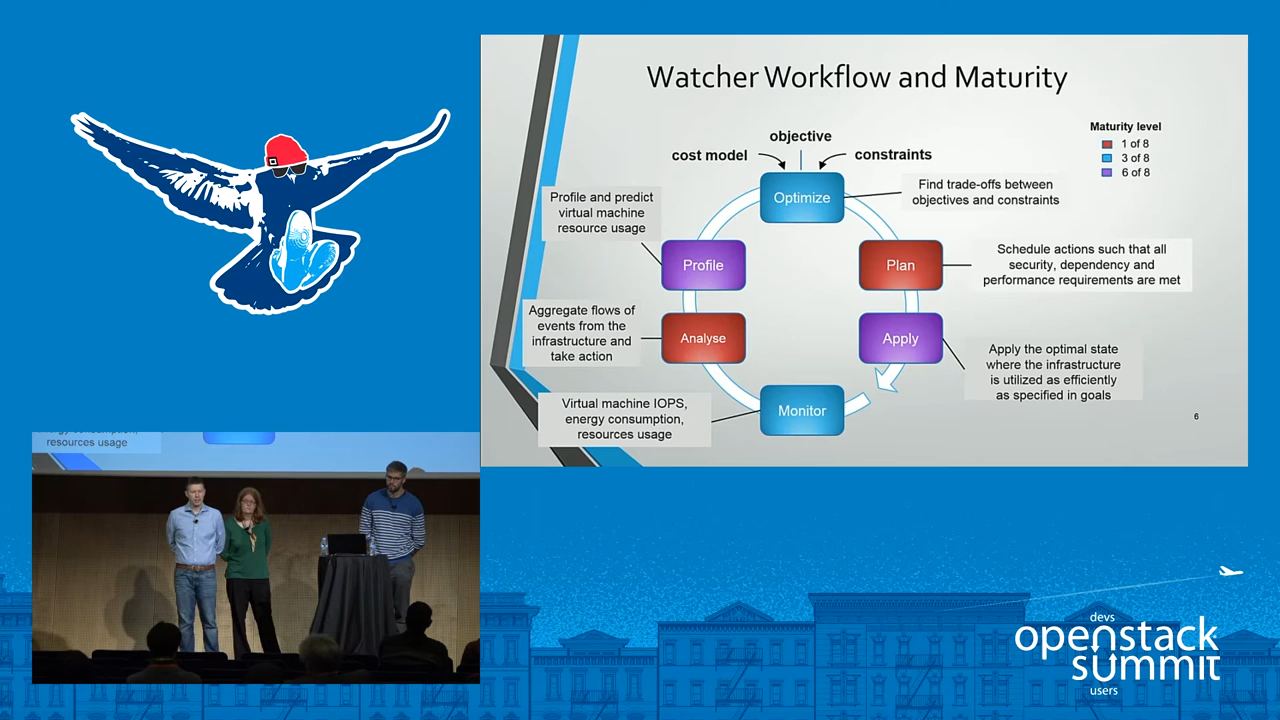 Watcher Workflow and Maturity
Maturity level
1 of 8
3 of 8
6 of 8
objective
cost model
constraints
Optimize
Find trade-offs between
objectives and constraints
Profile and predict
virtual machine
resource usage
Profile
Plan
Schedule actions such that all
security, dependency and
performance requirements are met
Aggregate flows of
events from the
infrastructure and
take action
Analyse
Apply
Apply the optimal state
where the infrastructure
is utilized as efficiently
as specified in goals
Virtual machine IOPS,
energy consumption,
resources usage
Monitor
6
resources usage
devs
openstack
summit
users